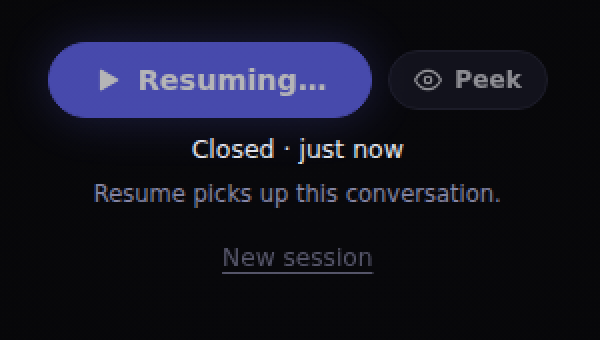 Resuming...
Peek
Closed · just now
Resume picks up this conversation.
New session